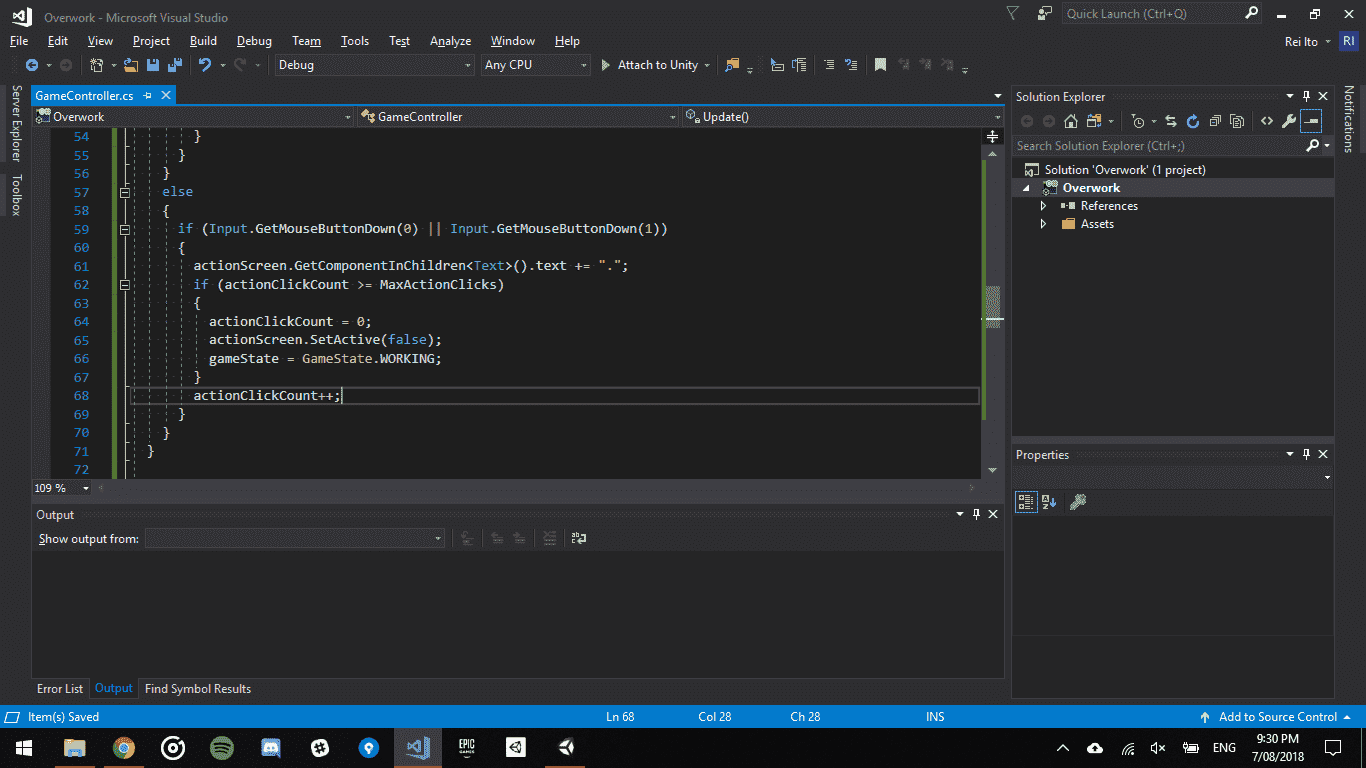 Overwork - Microsoft Visual Studio
Quick Launch (Ctrl+Q)
File Edit View Project Build Debug Team Tools Test Analyze Window Help
Rei Ito RI
Debug Any CPU Attach to Unity
Server Explorer
Toolbox
GameController.cs
Overwork GameController Update()
54 }
55 }
56 }
57 else
58 {
59 if (Input.GetMouseButtonDown(0) || Input.GetMouseButtonDown(1))
60 {
61 actionScreen.GetComponentInChildren<Text>().text += ".";
62 if (actionClickCount >= MaxActionClicks)
63 {
64 actionClickCount = 0;
65 actionScreen.SetActive(false);
66 gameState = GameState.WORKING;
67 }
68 actionClickCount++;
69 }
70 }
71 }
72
109 %
Output
Show output from:
Error List Output Find Symbol Results
Solution Explorer
Search Solution Explorer (Ctrl+;)
Solution 'Overwork' (1 project)
Overwork
References
Assets
Properties
Notifications
Item(s) Saved Ln 68 Col 28 Ch 28 INS Add to Source Control
EPIC GAMES
ENG
9:30 PM
7/08/2018